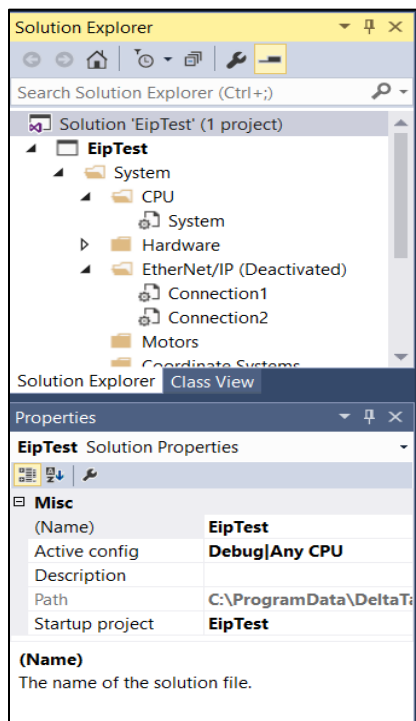 Solution Explorer
Search Solution Explorer (Ctrl+;)
Solution 'EipTest' (1 project)
EipTest
System
CPU
System
Hardware
EtherNet/IP (Deactivated)
Connection1
Connection2
Motors
Coordinate Systems
Solution Explorer Class View
Properties
EipTest Solution Properties
Misc
(Name) EipTest
Active config Debug|Any CPU
Description
Path C:\ProgramData\DeltaTa
Startup project EipTest
(Name)
The name of the solution file.